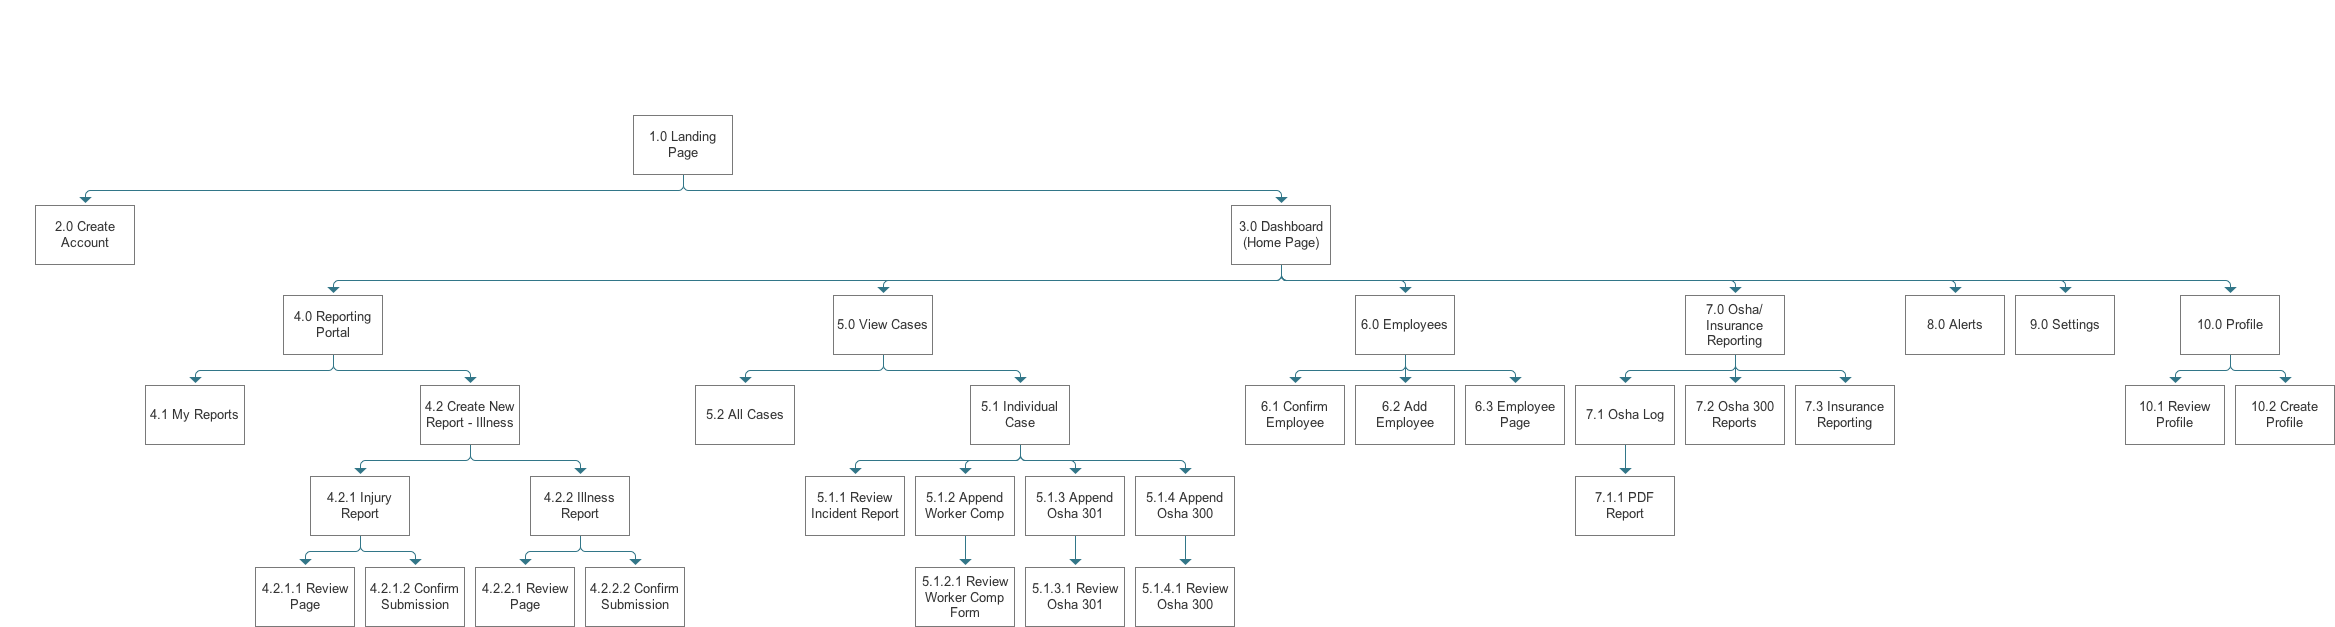 1.0 Landing
Page
2.0 Create
Account
3.0 Dashboard
(Home Page)
4.0 Reporting
Portal
5.0 View Cases
6.0 Employees
7.0 Osha/
Insurance
Reporting
8.0 Alerts
9.0 Settings
10.0 Profile
4.1 My Reports
4.2 Create New
Report - Illness
5.2 All Cases
5.1 Individual
Case
6.1 Confirm
Employee
6.2 Add
Employee
6.3 Employee
Page
7.1 Osha Log
7.2 Osha 300
Reports
7.3 Insurance
Reporting
10.1 Review
Profile
10.2 Create
Profile
4.2.1 Injury
Report
4.2.2 Illness
Report
5.1.1 Review
Incident Report
5.1.2 Append
Worker Comp
5.1.3 Append
Osha 301
5.1.4 Append
Osha 300
7.1.1 PDF
Report
4.2.1.1 Review
Page
4.2.1.2 Confirm
Submission
4.2.2.1 Review
Page
4.2.2.2 Confirm
Submission
5.1.2.1 Review
Worker Comp
Form
5.1.3.1 Review
Osha 301
5.1.4.1 Review
Osha 300